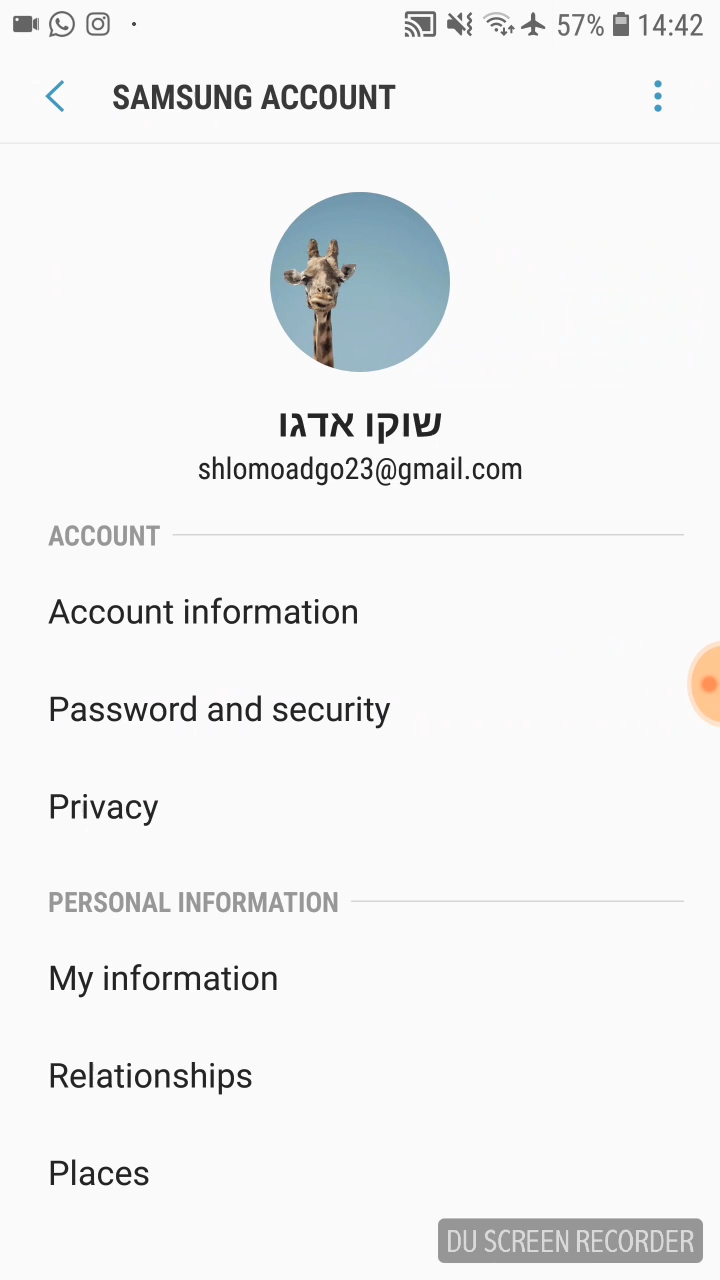 57% 14:42
SAMSUNG ACCOUNT
שוקו אדגו
shlomoadgo23@gmail.com
ACCOUNT
Account information
Password and security
Privacy
PERSONAL INFORMATION
My information
Relationships
Places
DU SCREEN RECORDER